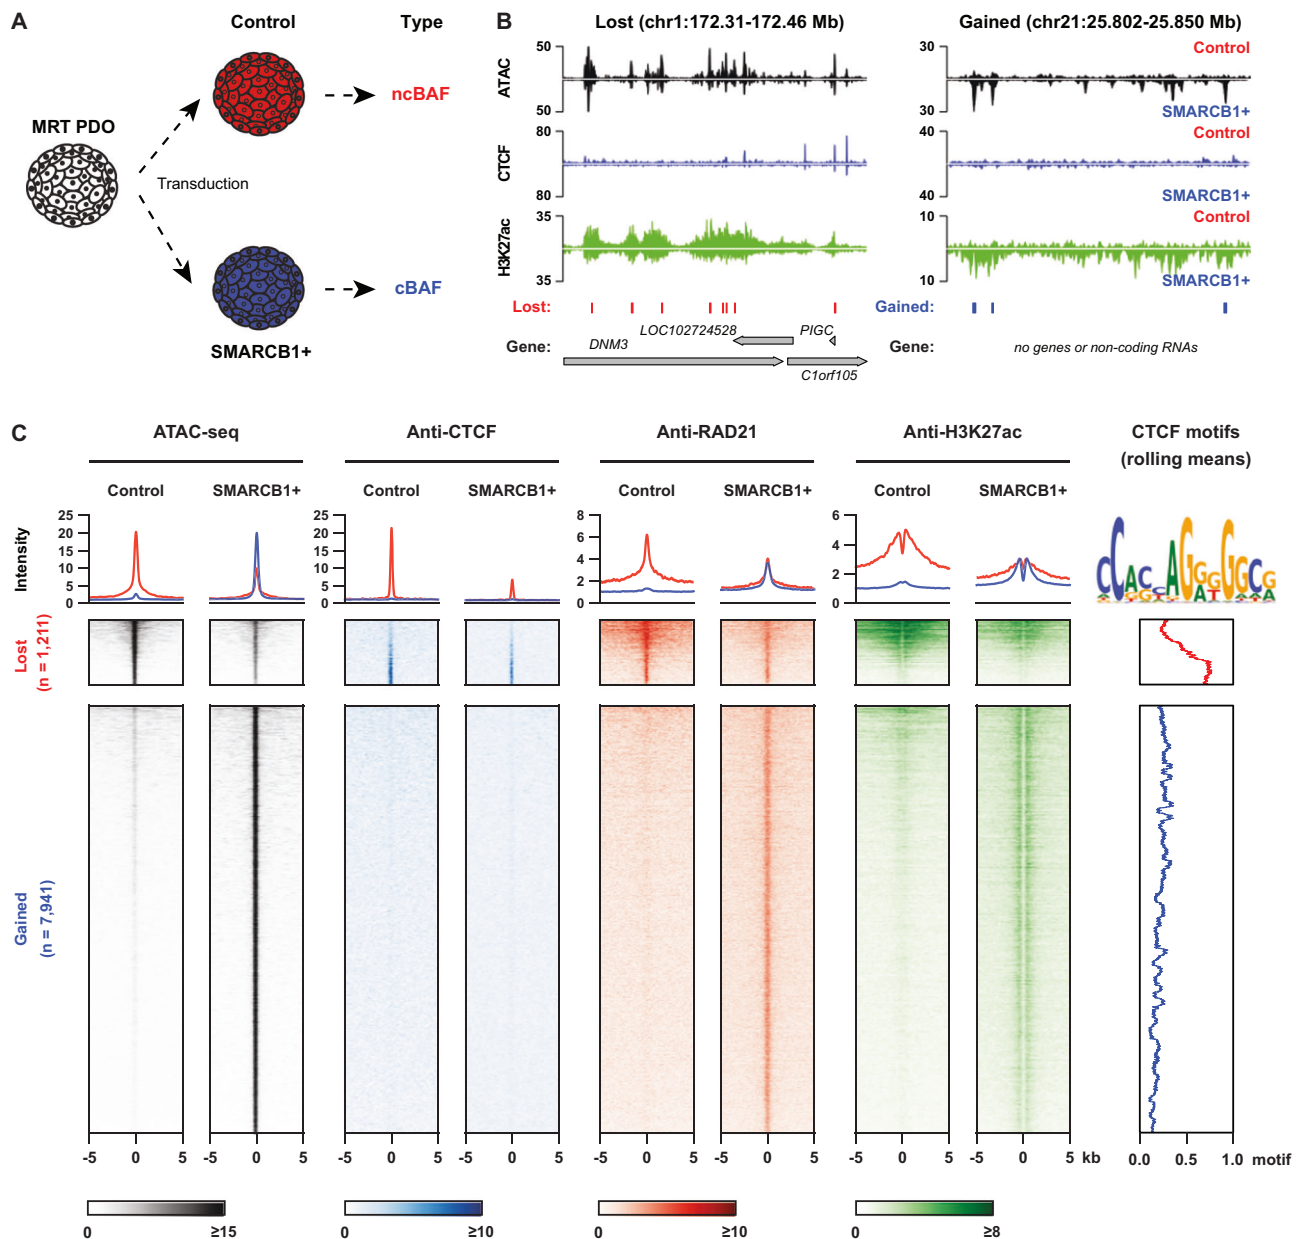 A
Control
Type
ncBAF
MRT PDO
Transduction
cBAF
SMARCB1+
B
Lost (chr1:172.31-172.46 Mb)
Gained (chr21:25.802-25.850 Mb)
50
ATAC
50
30
Control
30
SMARCB1+
80
CTCF
80
40
Control
40
SMARCB1+
35
H3K27ac
35
10
Control
10
SMARCB1+
Lost:
Gained:
LOC102724528
PIGC
DNM3
Gene:
C1orf105
Gene:
no genes or non-coding RNAs
C
ATAC-seq
Anti-CTCF
Anti-RAD21
Anti-H3K27ac
CTCF motifs
(rolling means)
Control
SMARCB1+
Control
SMARCB1+
Control
SMARCB1+
Control
SMARCB1+
Intensity
25
20
15
10
5
0
25
20
15
10
5
0
8
6
4
2
0
6
4
2
0
Lost
(n = 1,211)
Gained
(n = 7,941)
-5 0 5
-5 0 5
-5 0 5
-5 0 5
-5 0 5
-5 0 5
-5 0 5
-5 0 5 kb
0.0 0.5 1.0 motif
0 ≥15
0 ≥10
0 ≥10
0 ≥8